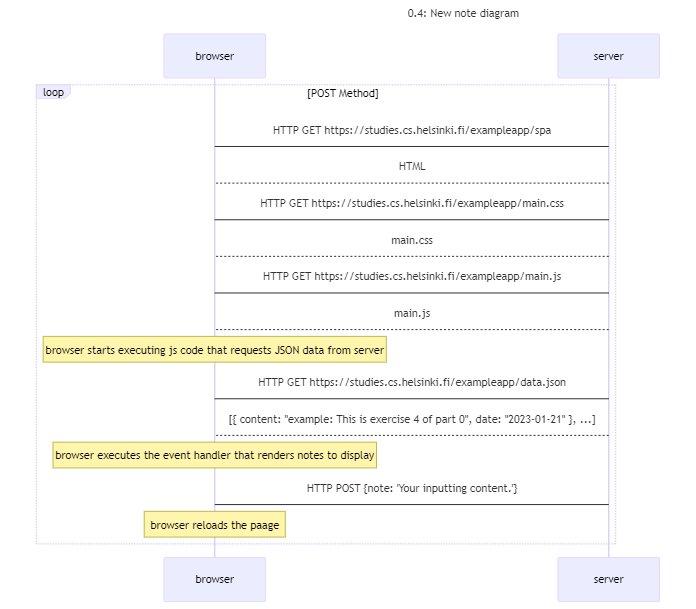 0.4: New note diagram
browser
server
loop
[POST Method]
HTTP GET https://studies.cs.helsinki.fi/exampleapp/spa
HTML
HTTP GET https://studies.cs.helsinki.fi/exampleapp/main.css
main.css
HTTP GET https://studies.cs.helsinki.fi/exampleapp/main.js
main.js
browser starts executing js code that requests JSON data from server
HTTP GET https://studies.cs.helsinki.fi/exampleapp/data.json
[{ content: "example: This is exercise 4 of part 0", date: "2023-01-21" }, ...]
browser executes the event handler that renders notes to display
HTTP POST {note: 'Your inputting content.'}
browser reloads the paage
browser
server